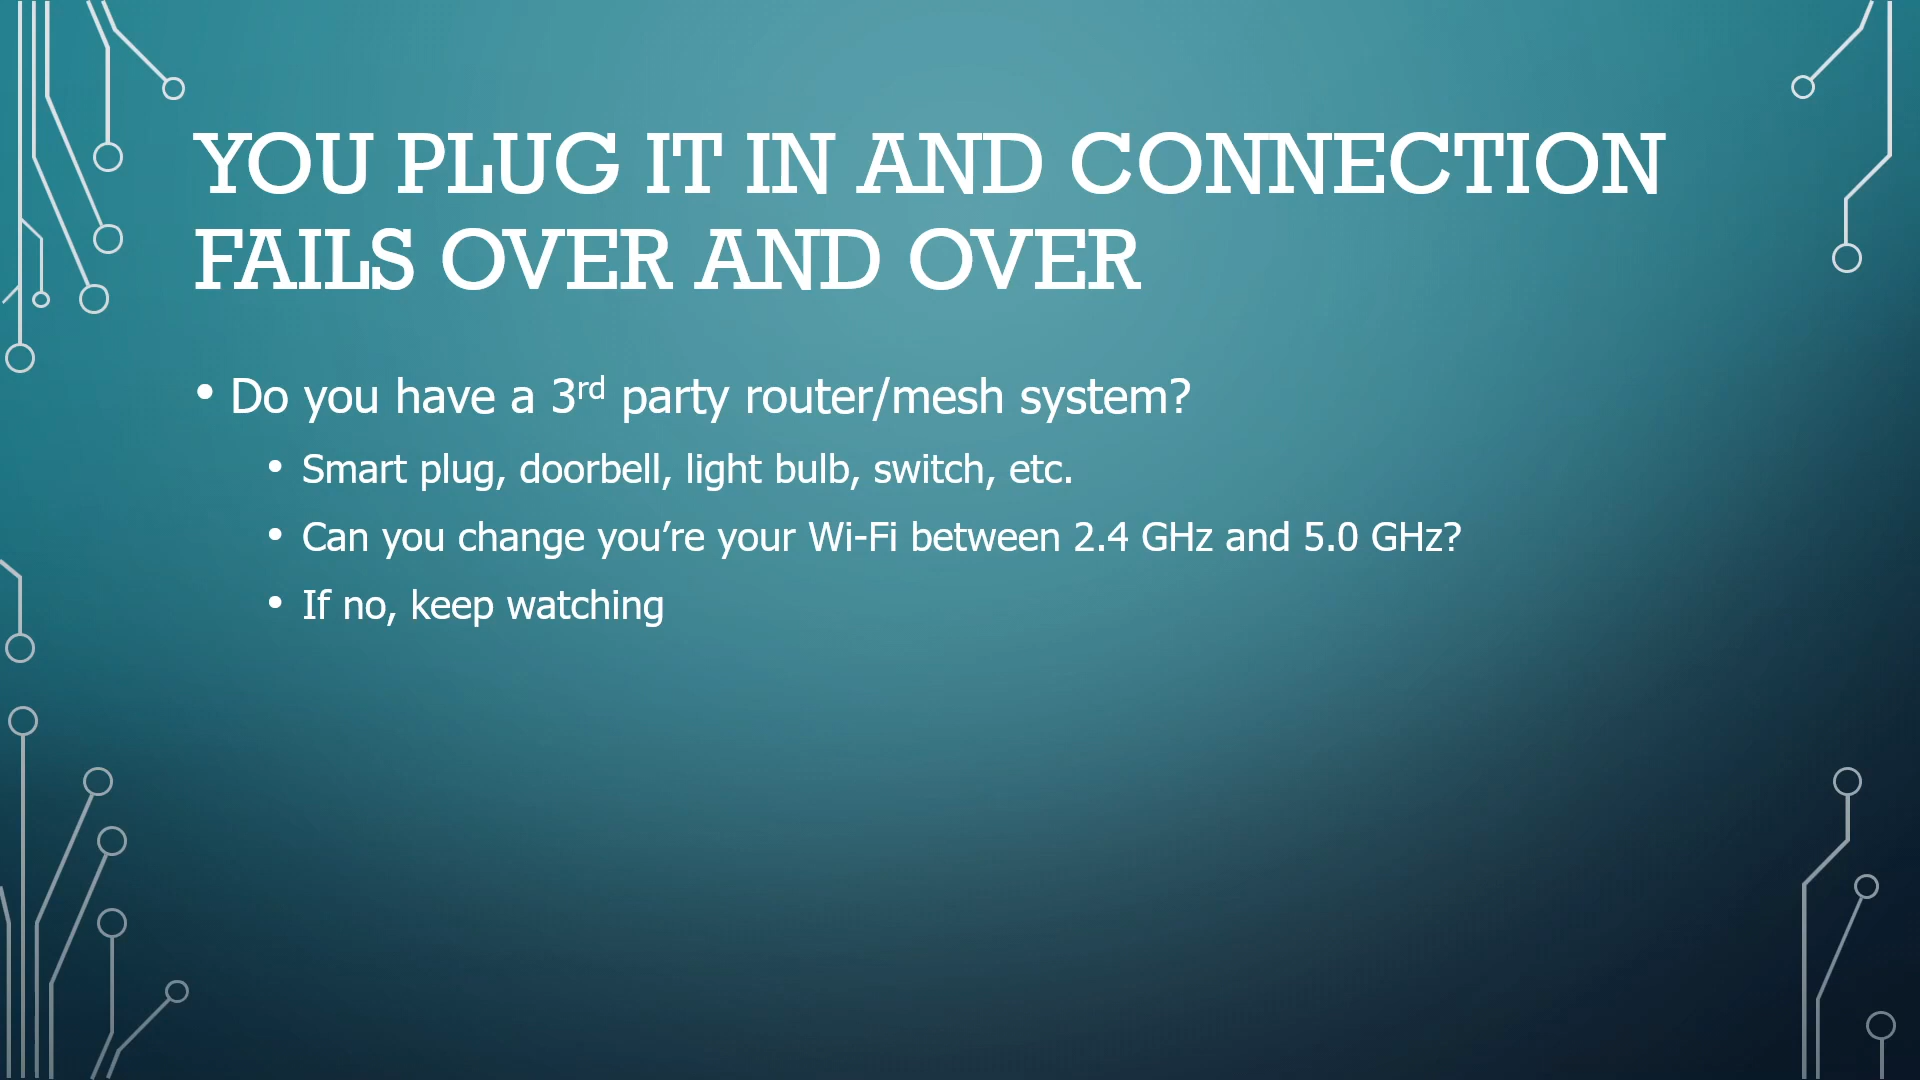 YOU PLUG IT IN AND CONNECTION
FAILS OVER AND OVER
• Do you have a 3rd party router/mesh system?
• Smart plug, doorbell, light bulb, switch, etc.
• Can you change you’re your Wi-Fi between 2.4 GHz and 5.0 GHz?
• If no, keep watching